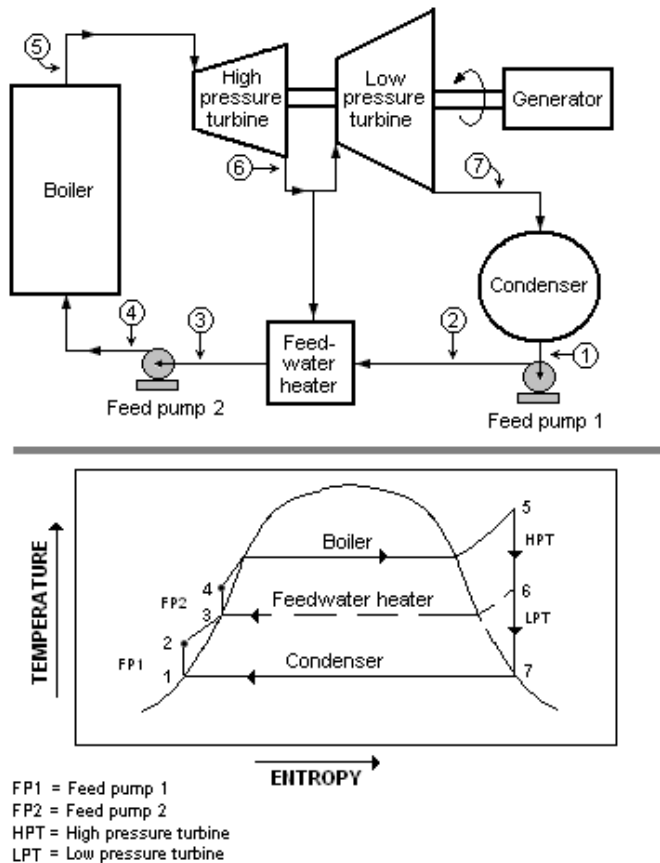 5
High
pressure
turbine
Low
pressure
turbine
Generator
6
7
Boiler
Condenser
4
3
Feed-
water
heater
2
1
Feed pump 2
Feed pump 1
TEMPERATURE
5
Boiler
HPT
4
6
FP2
Feedwater heater
3
LPT
2
FP1
Condenser
1
7
ENTROPY
FP1 = Feed pump 1
FP2 = Feed pump 2
HPT = High pressure turbine
LPT = Low pressure turbine